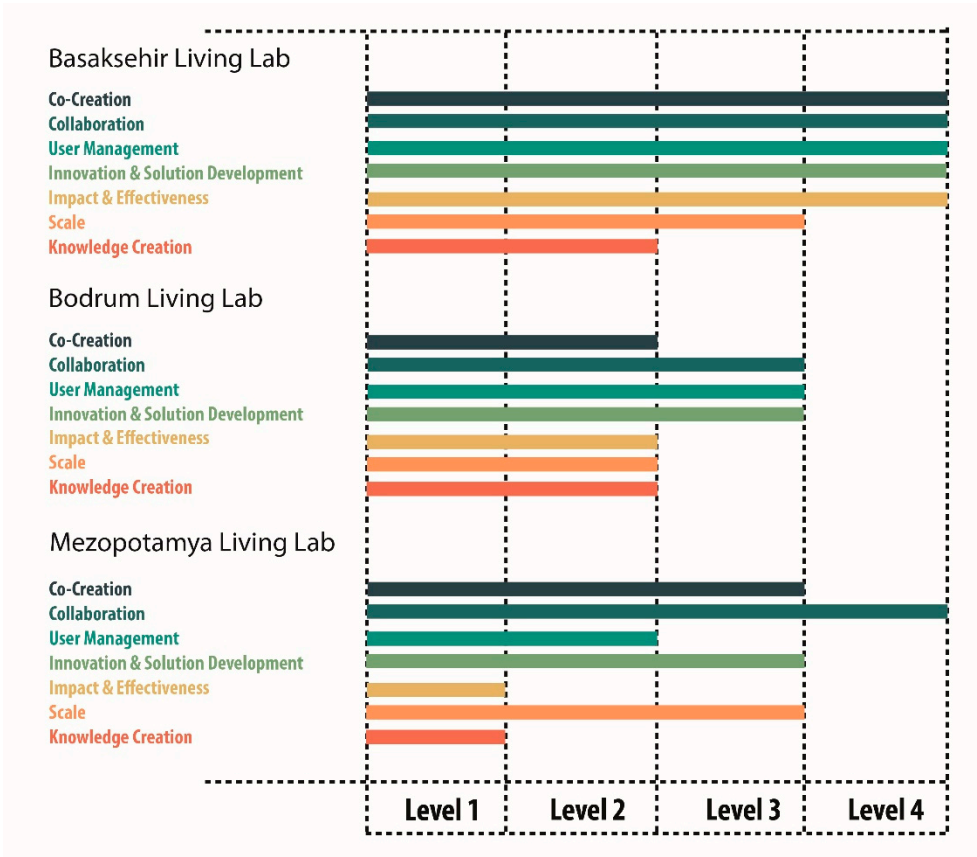 Basaksehir Living Lab
Co-Creation
Collaboration
User Management
Innovation & Solution Development
Impact & Effectiveness
Scale
Knowledge Creation
Bodrum Living Lab
Co-Creation
Collaboration
User Management
Innovation & Solution Development
Impact & Effectiveness
Scale
Knowledge Creation
Mezopotamya Living Lab
Co-Creation
Collaboration
User Management
Innovation & Solution Development
Impact & Effectiveness
Scale
Knowledge Creation
Level 1 Level 2 Level 3 Level 4